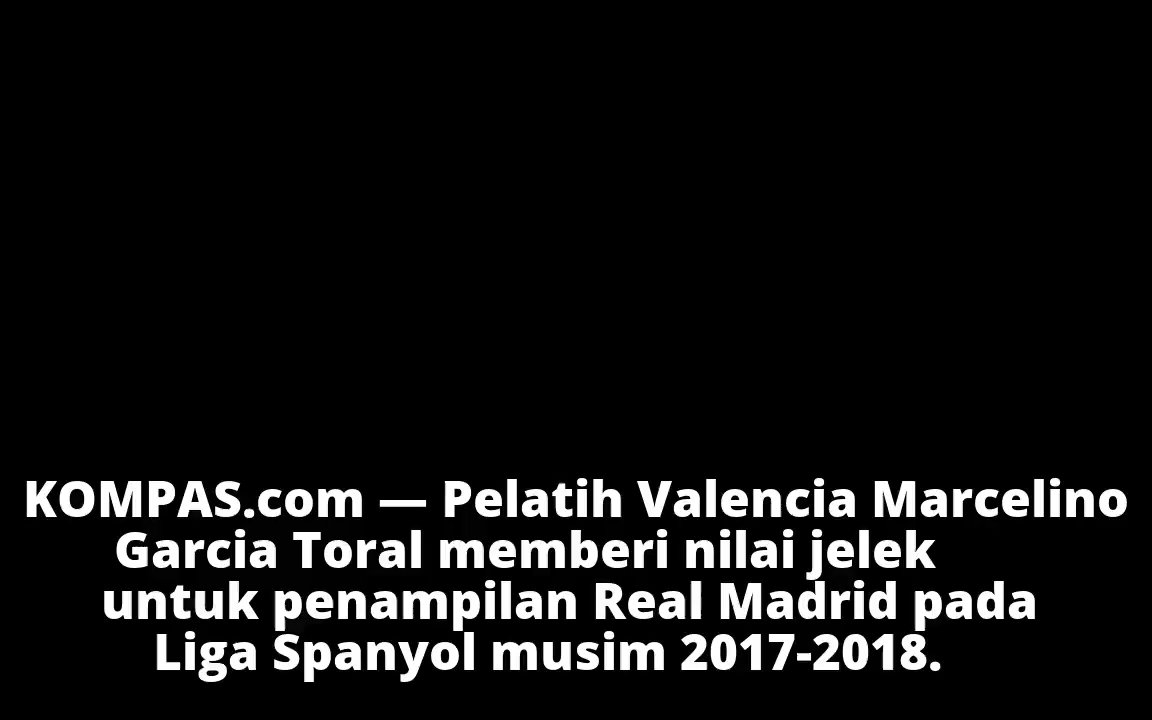 KOMPAS.com — Pelatih Valencia Marcelino
Garcia Toral memberi nilai jelek
untuk penampilan Real Madrid pada
Liga Spanyol musim 2017-2018.